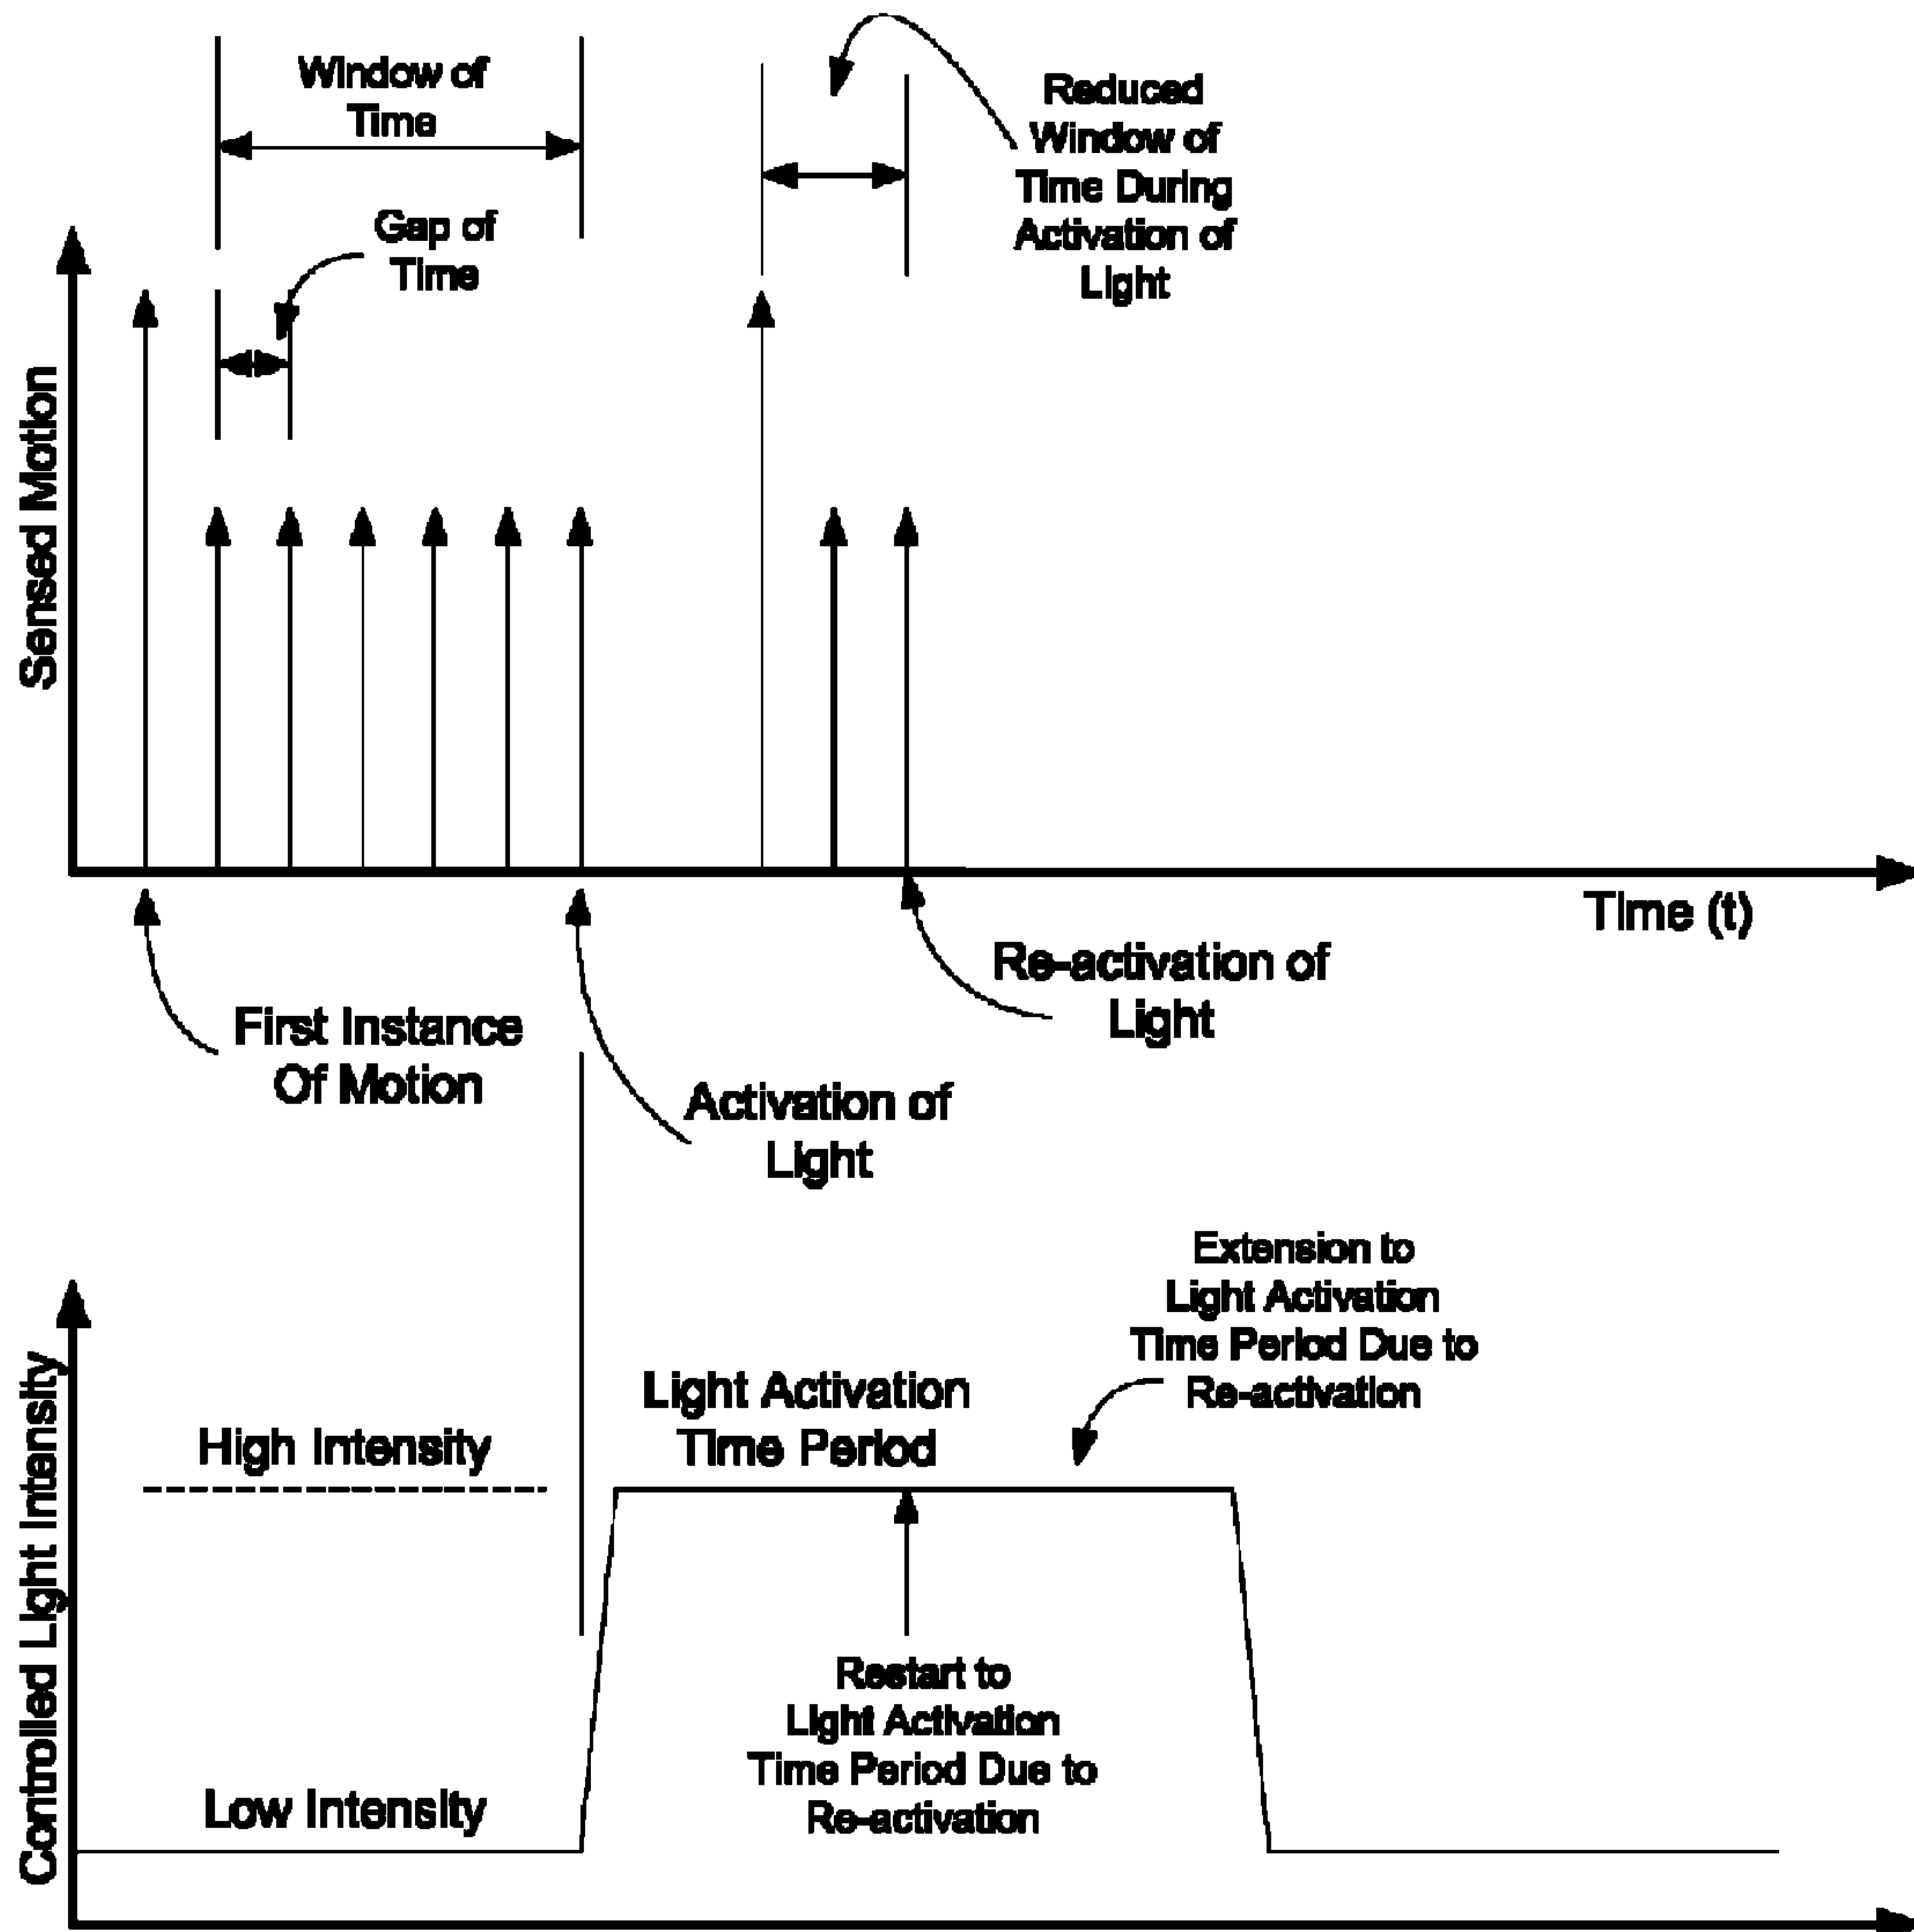 Window of
Time
Gap of
Time
Reduced
Window of
Time During
Activation of
Light
Sensed Motion
Time (t)
First Instance
Of Motion
Activation of
Light
Re-activation of
Light
Controlled Light Intensity
High Intensity
Light Activation
Time Period
Extension to
Light Activation
Time Period Due to
Re-activation
Restart to
Light Activation
Time Period Due to
Re-activation
Low Intensity